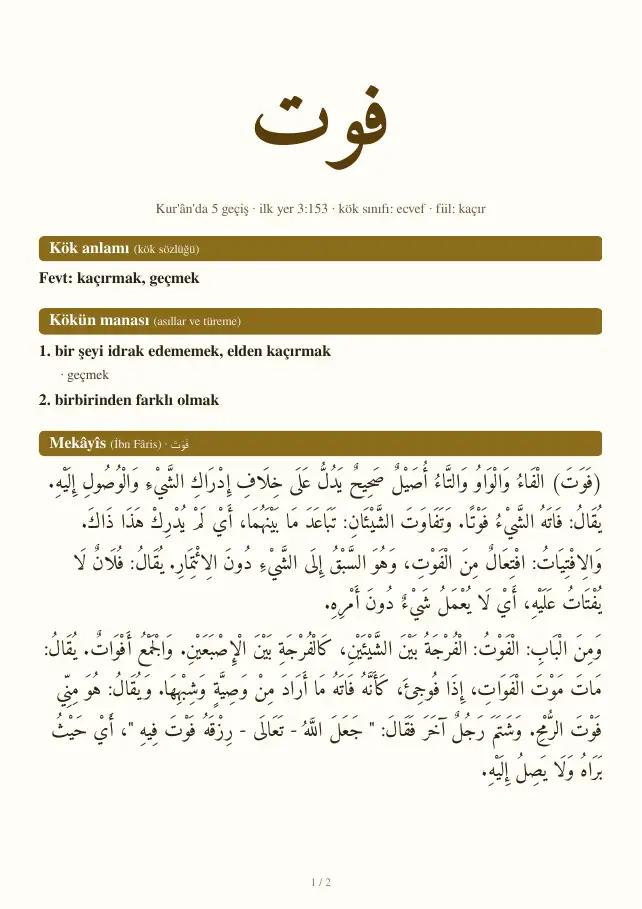 فوت
Kur'ân'da 5 geçiş · ilk yer 3:153 · kök sınıfı: ecvef · fiil: kaçır
Kök anlamı (kök sözlüğü)
Fevt: kaçırmak, geçmek
Kökün manası (asıllar ve türeme)
1. bir şeyi idrak edememek, elden kaçırmak
· geçmek
2. birbirinden farklı olmak
Mekâyîs (İbn Fâris) · فَوَتَ
(فَوَتَ) الْفَاءُ وَالْوَاوُ وَالتَّاءُ أُصَيْلٌ صَحِيحٌ يَدُلُّ عَلَى خِلَافِ إِدْرَاكِ الشَّيْءِ وَالْوُصُولِ إِلَيْهِ.
يُقَالُ: فَاتَهُ الشَّيْءُ فَوْتًا. وَتَفَاوَتَ الشَّيْئَانِ: تَبَاعَدَ مَا بَيْنَهُمَا، أَيْ لَمْ يُدْرِكْ هَذَا ذَاكَ.
وَالِافْتِيَاتُ: افْتِعَالٌ مِنَ الْفَوْتِ، وَهُوَ السَّبْقُ إِلَى الشَّيْءِ دُونَ الِائْتِمَارِ. يُقَالُ: فُلَانٌ لَا
يُفْتَاتُ عَلَيْهِ، أَيْ لَا يُعْمَلُ شَيْءٌ دُونَ أَمْرِهِ.
وَمِنَ الْبَابِ: الْفَوْتُ: الْفُرْجَةُ بَيْنَ الشَّيْئَيْنِ، كَالْفُرْجَةِ بَيْنَ الْإِصْبَعَيْنِ. وَالْجَمْعُ أَفْوَاتٌ. يُقَالُ:
مَاتَ مَوْتَ الْفَوَاتِ، إِذَا فُوجِئَ، كَأَنَّهُ فَاتَهُ مَا أَرَادَ مِنْ وَصِيَّةٍ وَشِبْهِهَا. وَيُقَالُ: هُوَ مِنِّي
فَوْتَ الرُّمْحِ. وَشَتَمَ رَجُلٌ آخَرَ فَقَالَ: " جَعَلَ اللَّهُ - تَعَالَى - رِزْقَهُ فَوْتَ فِيهِ "، أَيْ حَيْثُ
يَرَاهُ وَلَا يَصِلُ إِلَيْهِ.
1 / 2